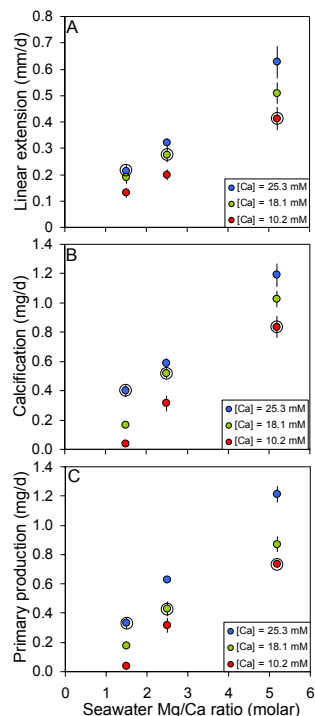 A
Linear extension (mm/d)
0.8
0.7
0.6
0.5
0.4
0.3
0.2
0.1
0
[Ca] = 25.3 mM
[Ca] = 18.1 mM
[Ca] = 10.2 mM
B
Calcification (mg/d)
1.4
1.2
1.0
0.8
0.6
0.4
0.2
0.0
[Ca] = 25.3 mM
[Ca] = 18.1 mM
[Ca] = 10.2 mM
C
Primary production (mg/d)
1.4
1.2
1.0
0.8
0.6
0.4
0.2
0.0
[Ca] = 25.3 mM
[Ca] = 18.1 mM
[Ca] = 10.2 mM
0 1 2 3 4 5 6
Seawater Mg/Ca ratio (molar)